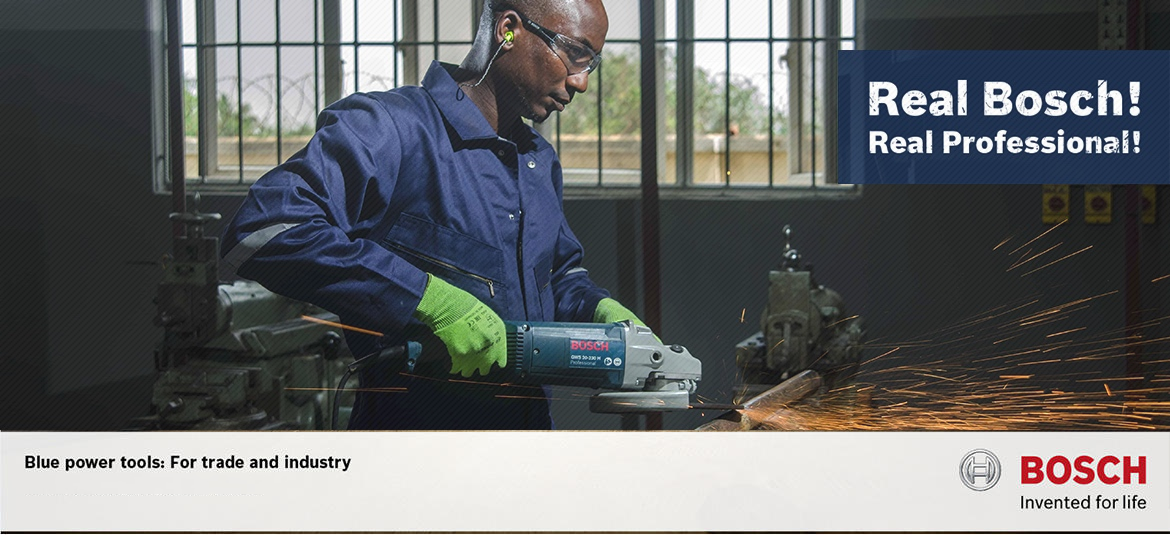 Real Bosch!
Real Professional!
BOSCH
GWS 20-230 H
Professional
Blue power tools: For trade and industry
BOSCH
Invented for life